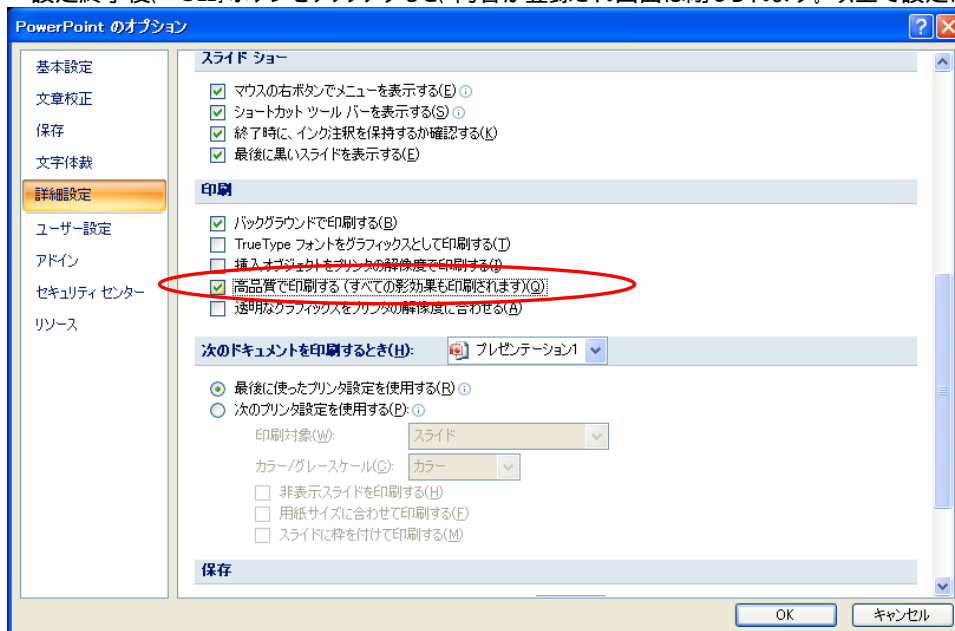 PowerPoint のオプション
基本設定
文章校正
保存
文字体裁
詳細設定
ユーザー設定
アドイン
セキュリティ センター
リソース
スライド ショー
マウスの右ボタンでメニューを表示する(E)
ショートカット ツール バーを表示する(S)
終了時に、インク注釈を保持するか確認する(K)
最後に黒いスライドを表示する(E)
印刷
バックグラウンドで印刷する(B)
TrueType フォントをグラフィックスとして印刷する(T)
挿入オブジェクトをプリンタの解像度で印刷する(I)
高品質で印刷する (すべての影効果も印刷されます)(Q)
透明なグラフィックスをプリンタの解像度に合わせる(A)
次のドキュメントを印刷するとき(H): プレゼンテーション1
最後に使ったプリンタ設定を使用する(R)
次のプリンタ設定を使用する(P):
印刷対象(W): スライド
カラー/グレースケール(C): カラー
非表示スライドを印刷する(H)
用紙サイズに合わせて印刷する(F)
スライドに枠を付けて印刷する(M)
保存
OK キャンセル